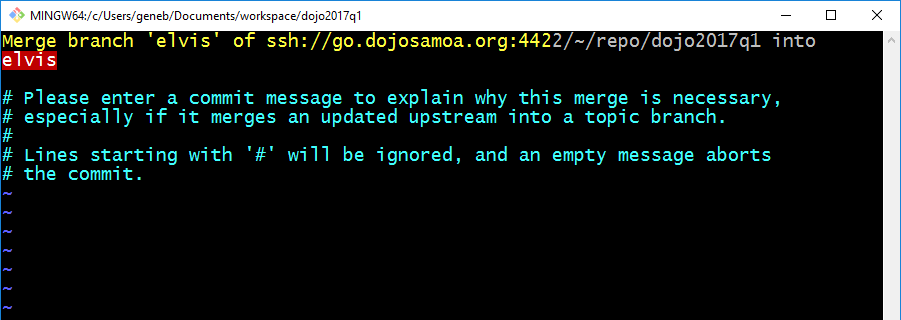 MINGW64:/c/Users/geneb/Documents/workspace/dojo2017q1
Merge branch 'elvis' of ssh://go.dojosamoa.org:4422/~/repo/dojo2017q1 into
elvis
# Please enter a commit message to explain why this merge is necessary,
# especially if it merges an updated upstream into a topic branch.
#
# Lines starting with '#' will be ignored, and an empty message aborts
# the commit.
~
~
~
~
~
~
~